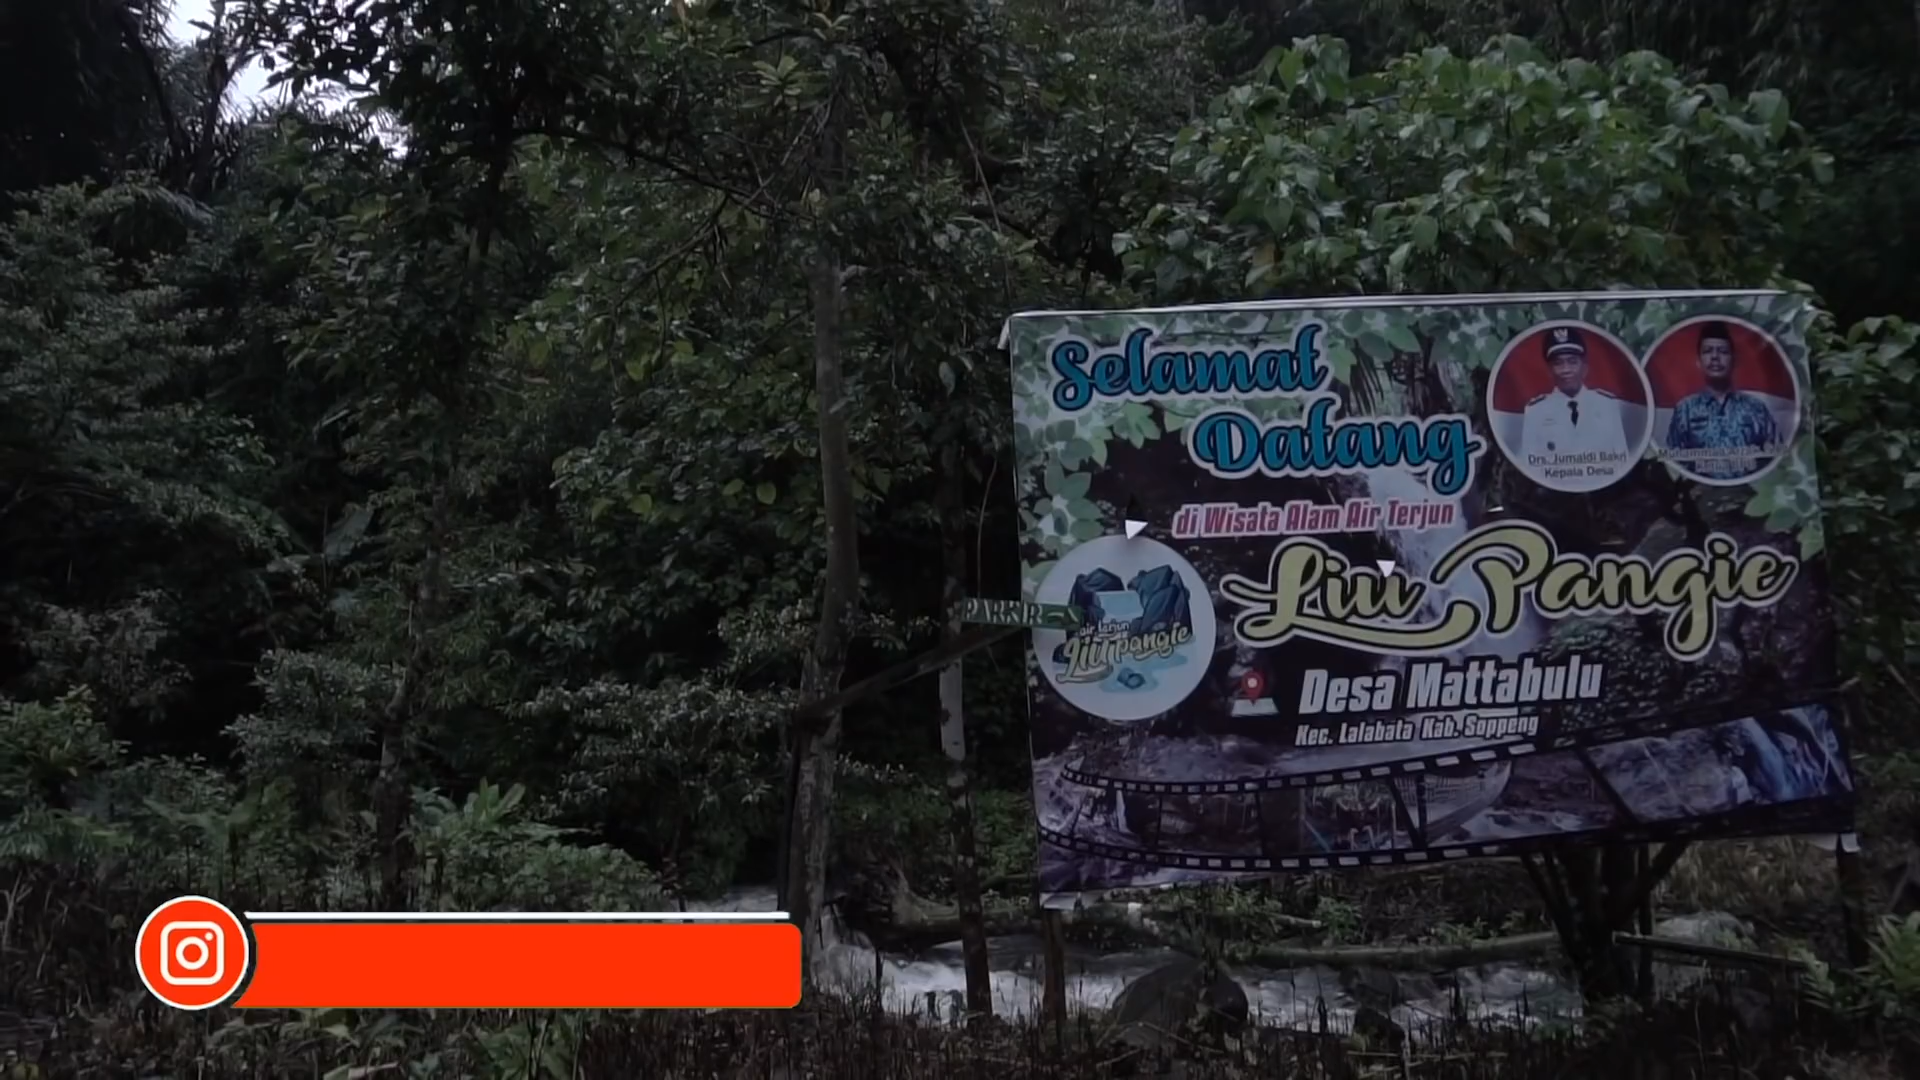 Selamat
Datang
di Wisata Alam Air Terjun
Liu Pangie
Desa Mattabulu
Kec. Lalabata Kab. Soppeng
Drs. Jumaldi Bakri
Kepala Desa
Muhammad
PARKIR
air terjun
Liu pangie